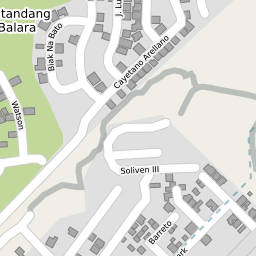 tandang
Balara
Biak Na Bato
J. Lu
Cayetano Arellano
Watson
Soliven III
Barreto
ark